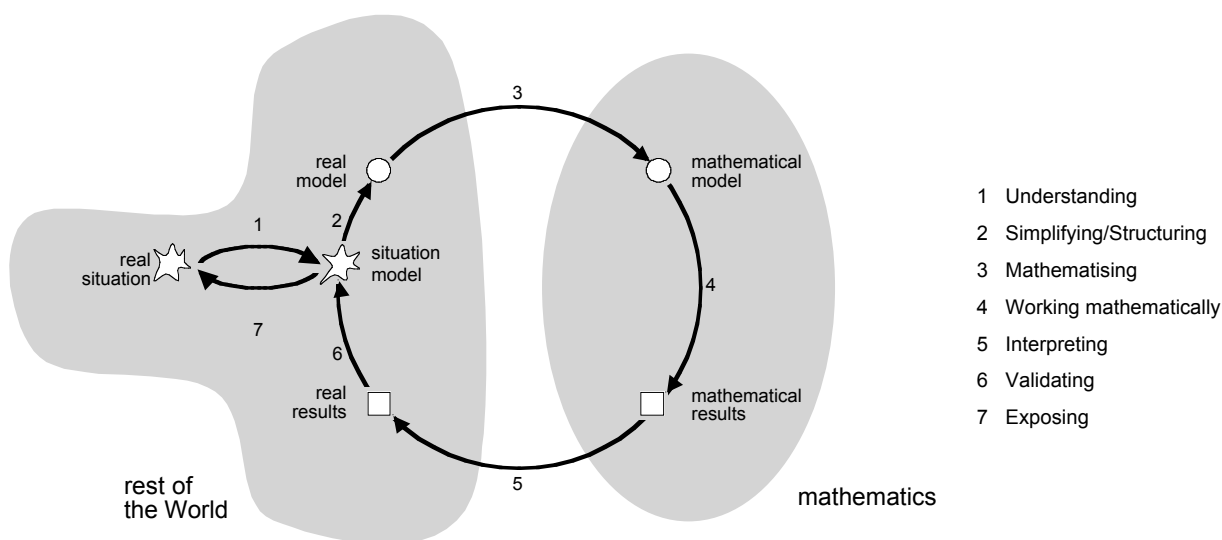 3
real
model
mathematical
model
1
2
real
situation
situation
model
4
7
6
real
results
mathematical
results
5
rest of
the World
mathematics
1 Understanding
2 Simplifying/Structuring
3 Mathematising
4 Working mathematically
5 Interpreting
6 Validating
7 Exposing